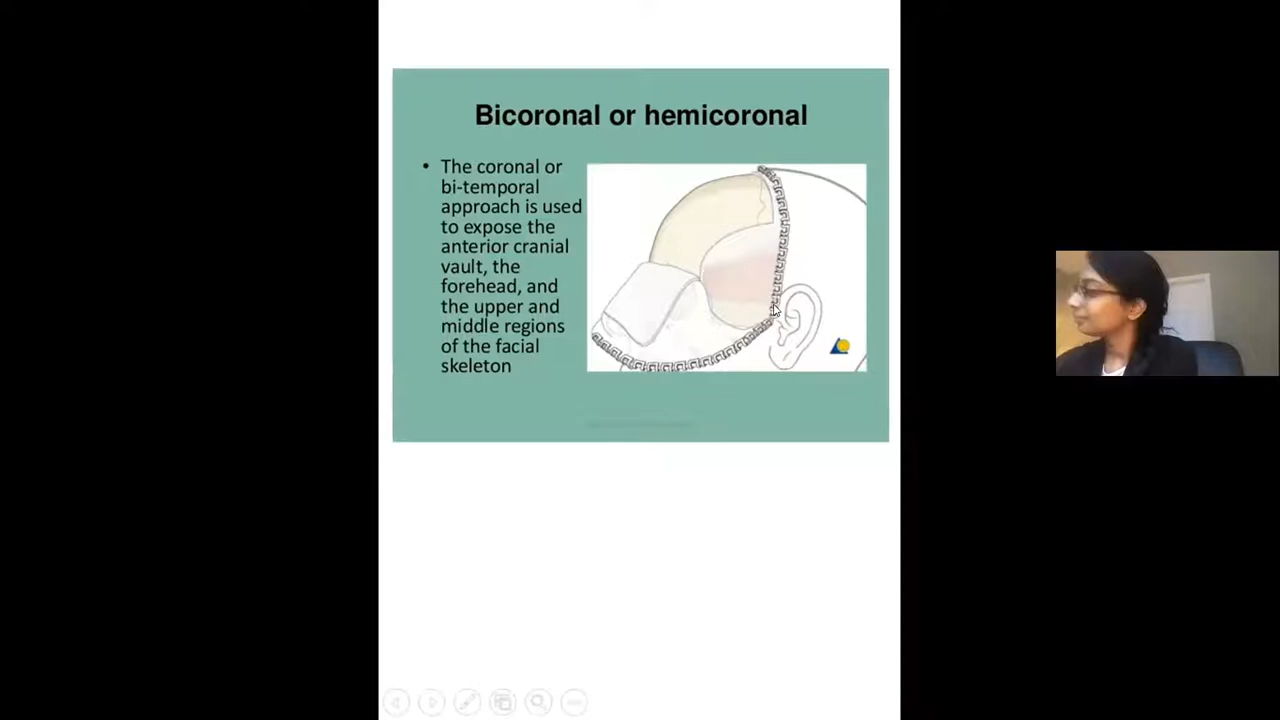 Bicoronal or hemicoronal
• The coronal or
bi-temporal
approach is used
to expose the
anterior cranial
vault, the
forehead, and
the upper and
middle regions
of the facial
skeleton